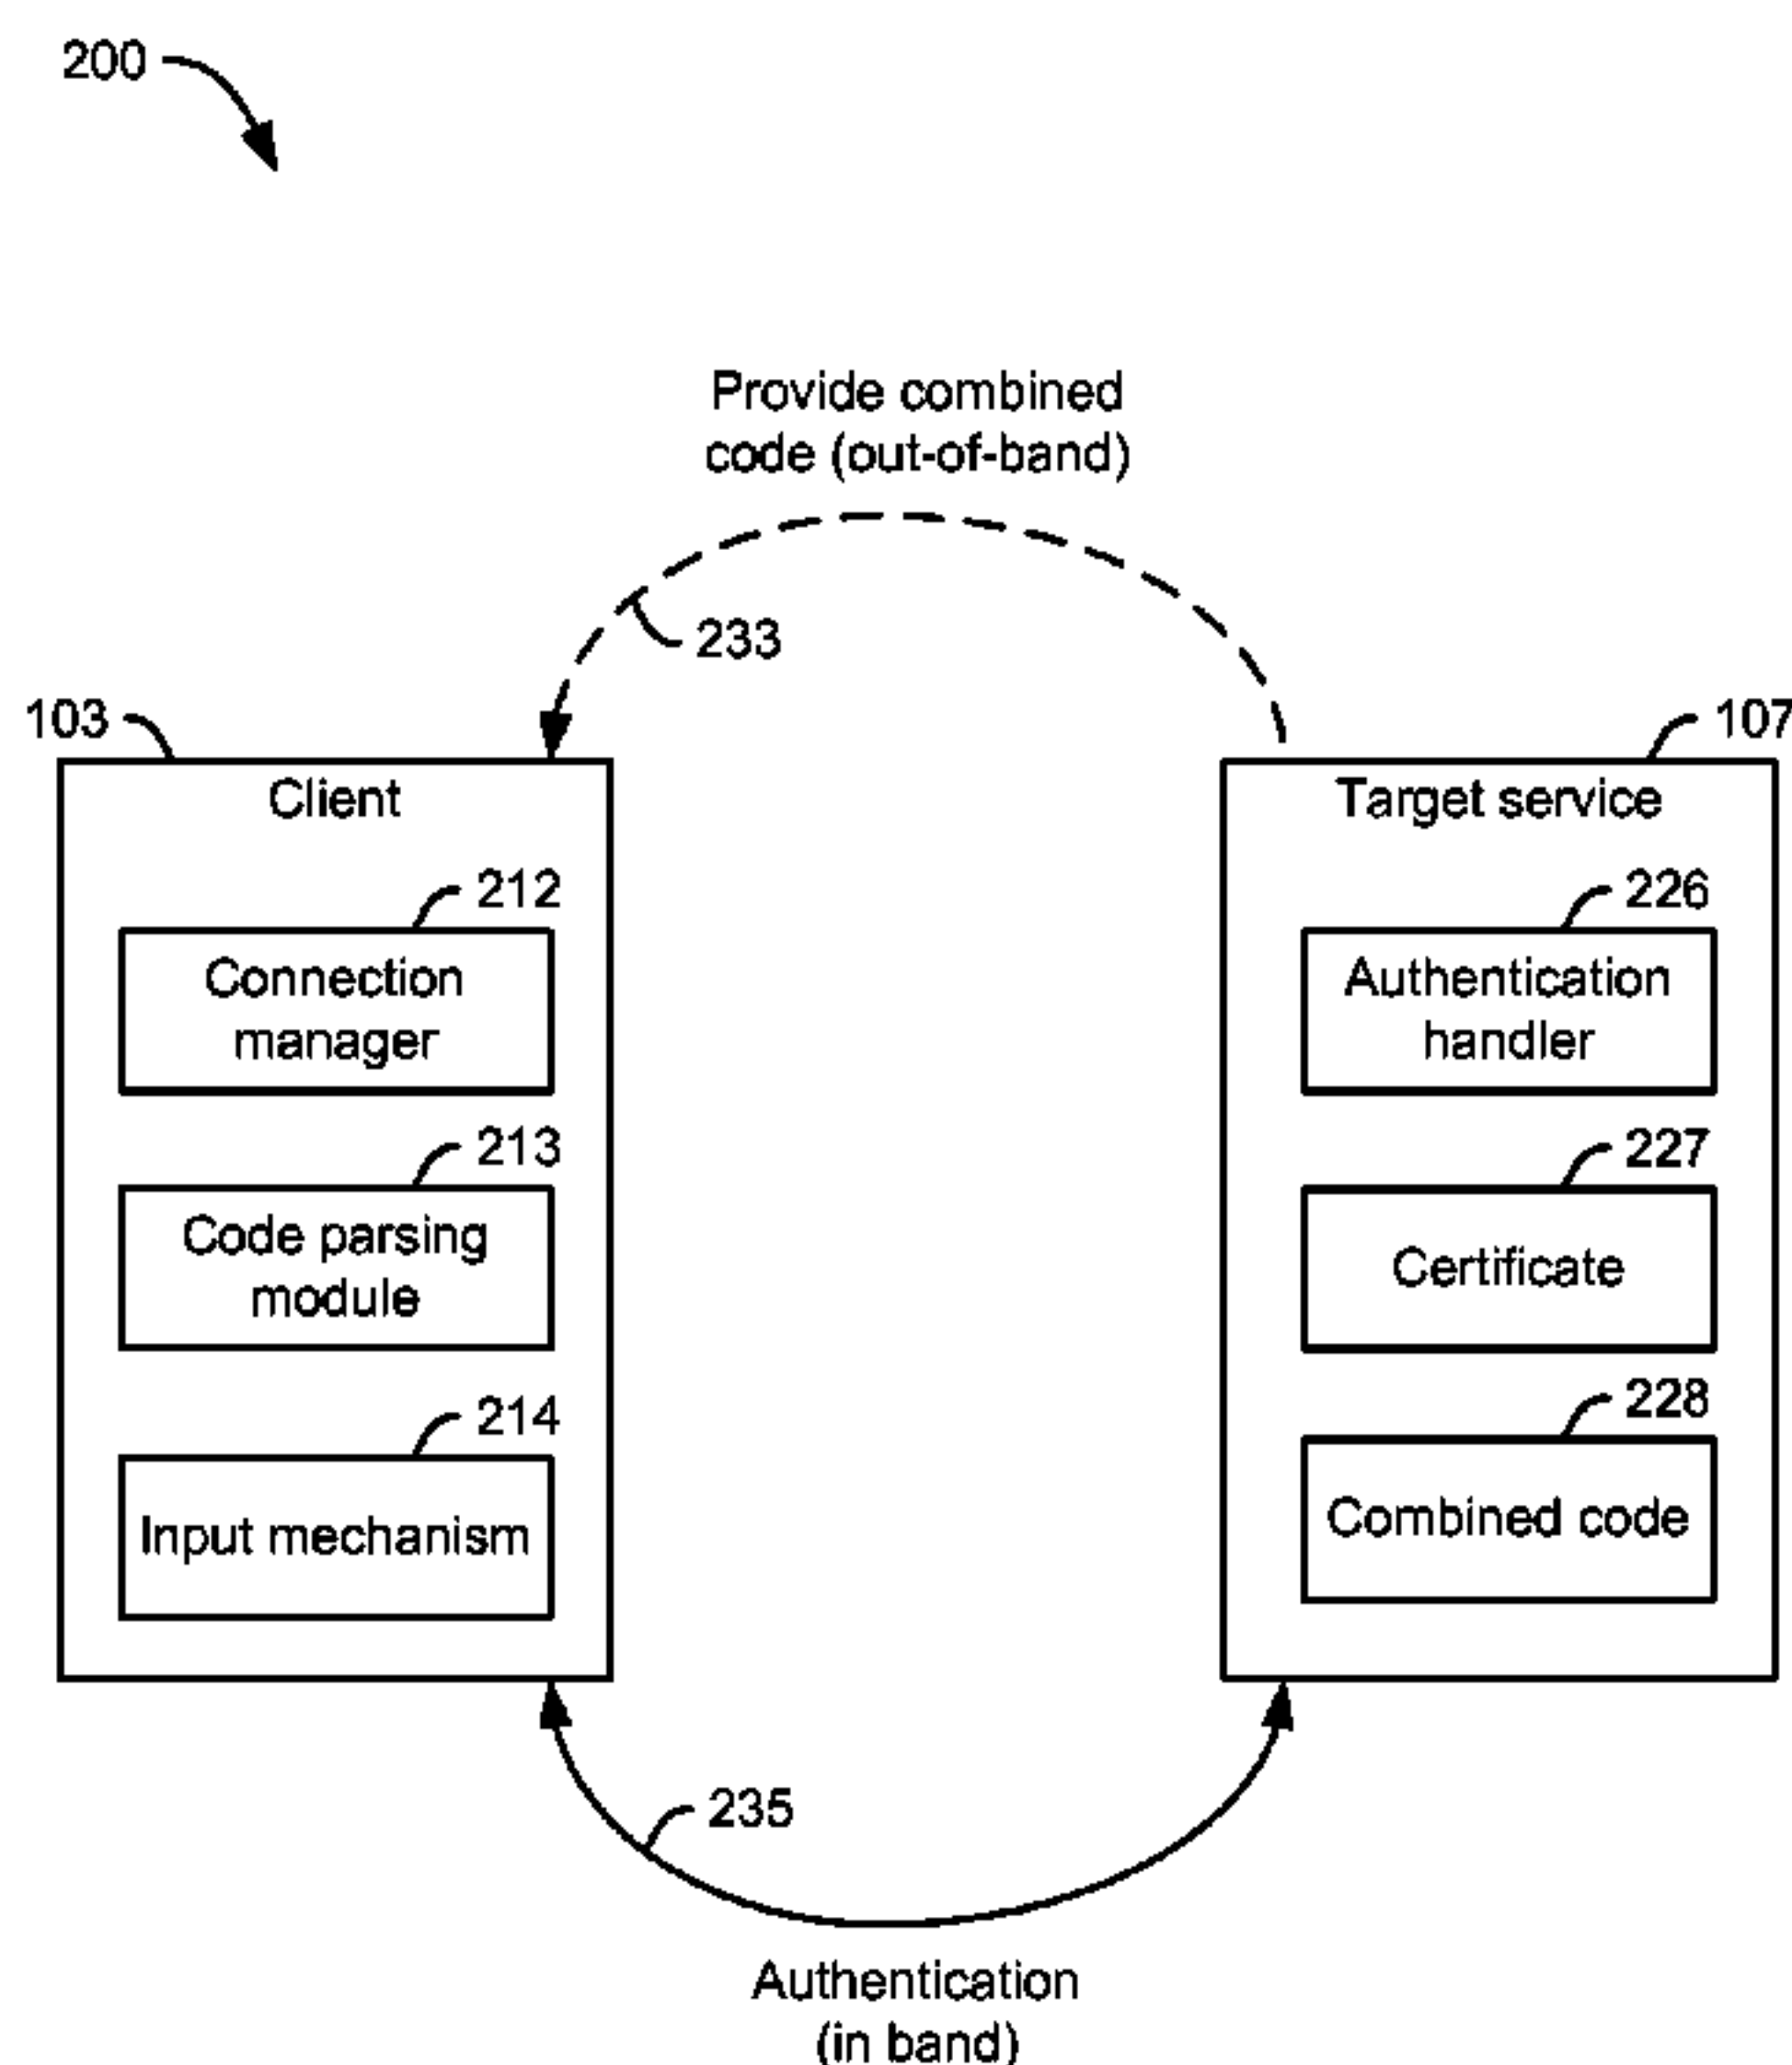 200
Provide combined
code (out-of-band)
233
103
107
Client
Target service
212
226
Connection
manager
Authentication
handler
213
227
Code parsing
module
Certificate
214
228
Input mechanism
Combined code
235
Authentication
(in band)